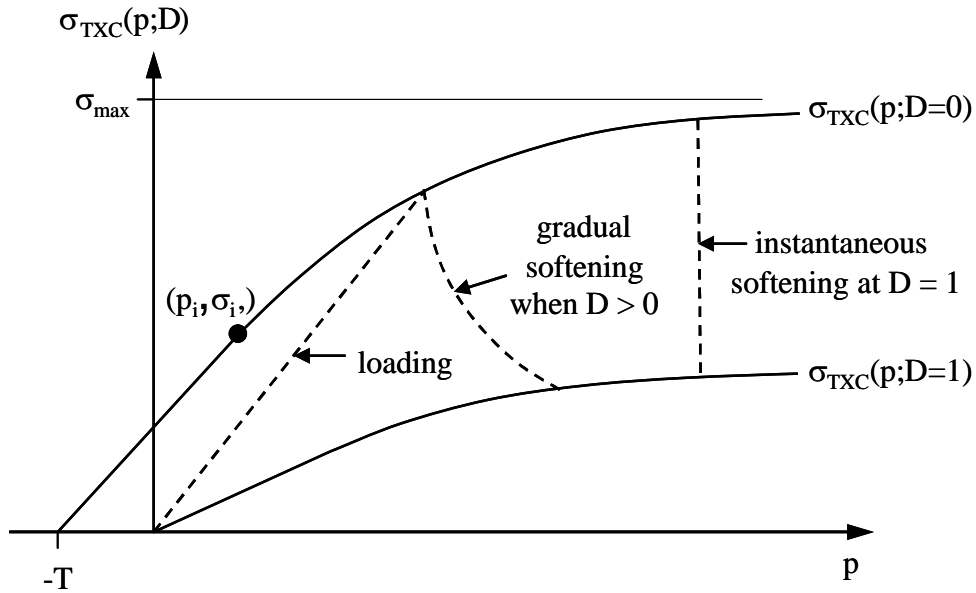 σTXC(p;D)
σmax
σTXC(p;D=0)
gradual
softening
when D > 0
instantaneous
softening at D = 1
(pi,σi,)
loading
σTXC(p;D=1)
-T
p